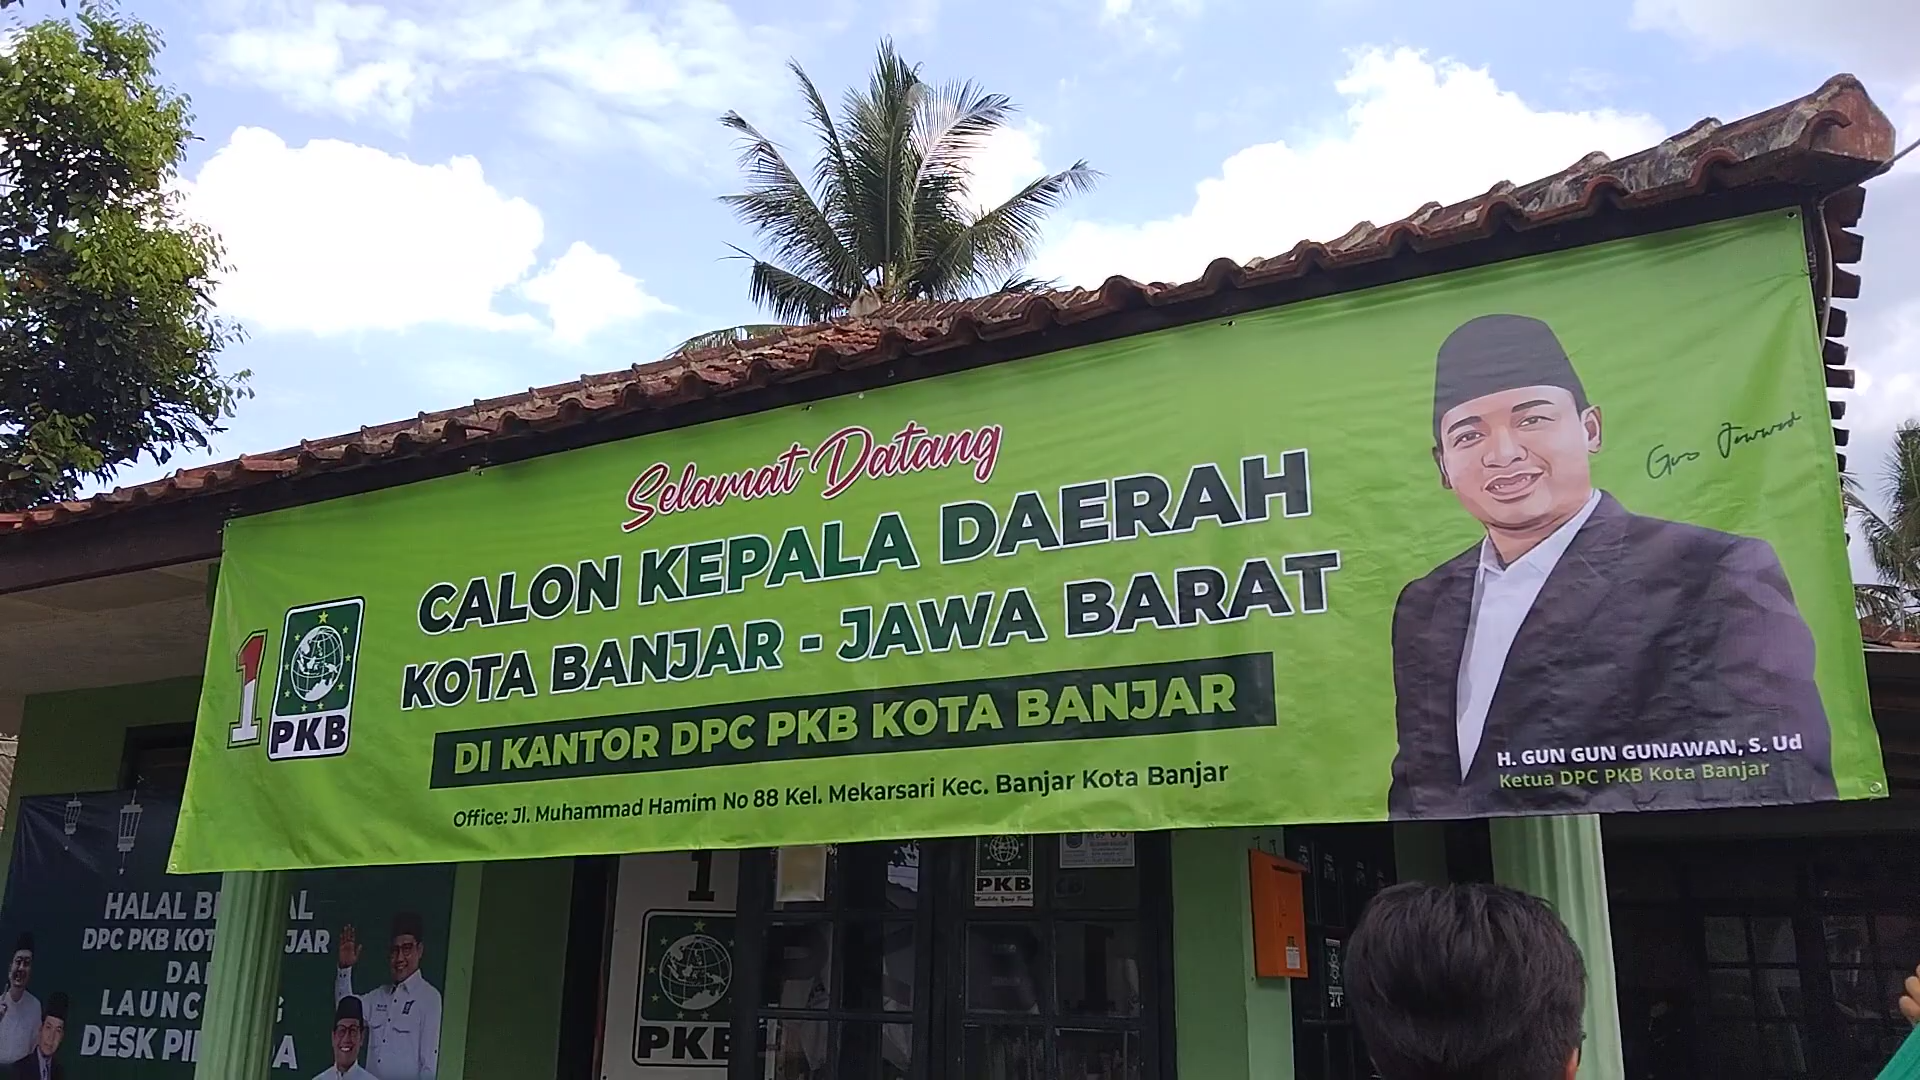 Selamat Datang
CALON KEPALA DAERAH
KOTA BANJAR - JAWA BARAT
DI KANTOR DPC PKB KOTA BANJAR
Office: Jl. Muhammad Hamim No 88 Kel. Mekarsari Kec. Banjar Kota Banjar
1
PKB
H. GUN GUN GUNAWAN, S. Ud
Ketua DPC PKB Kota Banjar
HALAL
DPC PKB
DESK
1
PKB
PKB